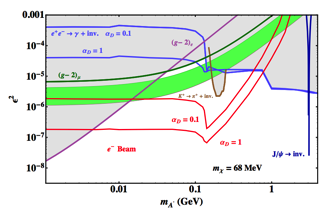 0.001
10⁻⁴
10⁻⁵
10⁻⁶
10⁻⁷
10⁻⁸
ϵ²
e⁺e⁻ → γ + inv. α_D = 0.1
α_D = 1
(g−2)_e
(g−2)_μ
K⁺ → π⁺ + inv.
α_D = 0.1
α_D = 1
e⁻ Beam
J/ψ → inv.
m_χ = 68 MeV
0.01 0.1 1
m_A' (GeV)